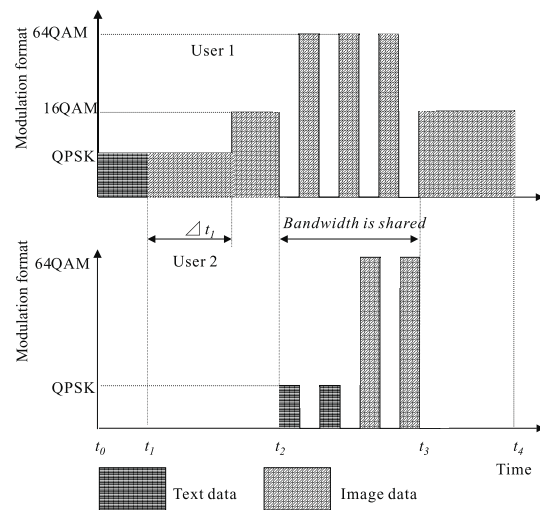 Modulation format
64QAM
User 1
16QAM
QPSK
△ t1
Bandwidth is shared
User 2
Modulation format
64QAM
QPSK
t0 t1 t2 t3 t4
Time
Text data
Image data